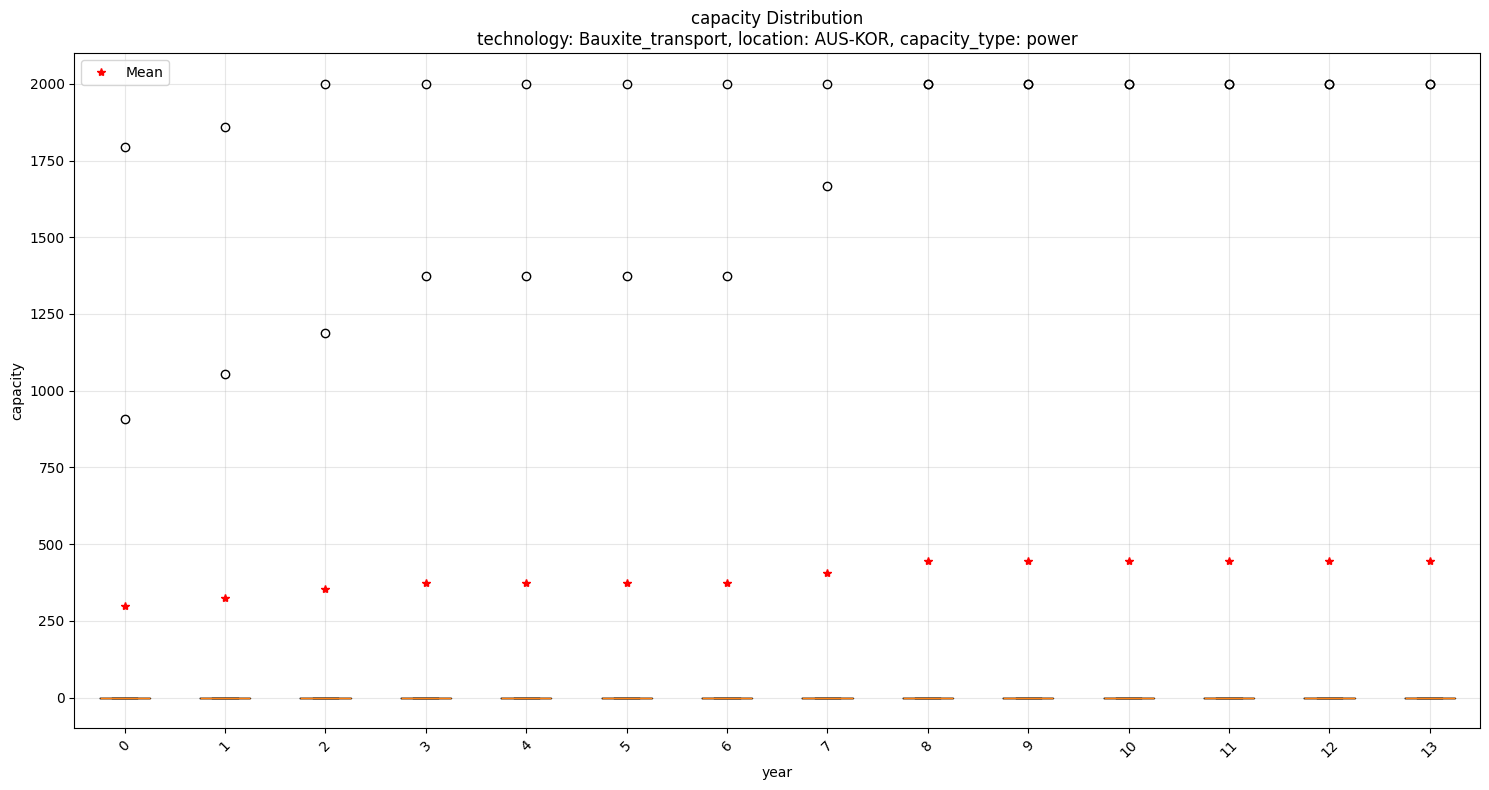 capacity Distribution
technology: Bauxite_transport, location: AUS-KOR, capacity_type: power
Mean
2000
1750
1500
1250
1000
750
500
250
0
capacity
0 1 2 3 4 5 6 7 8 9 10 11 12 13
year